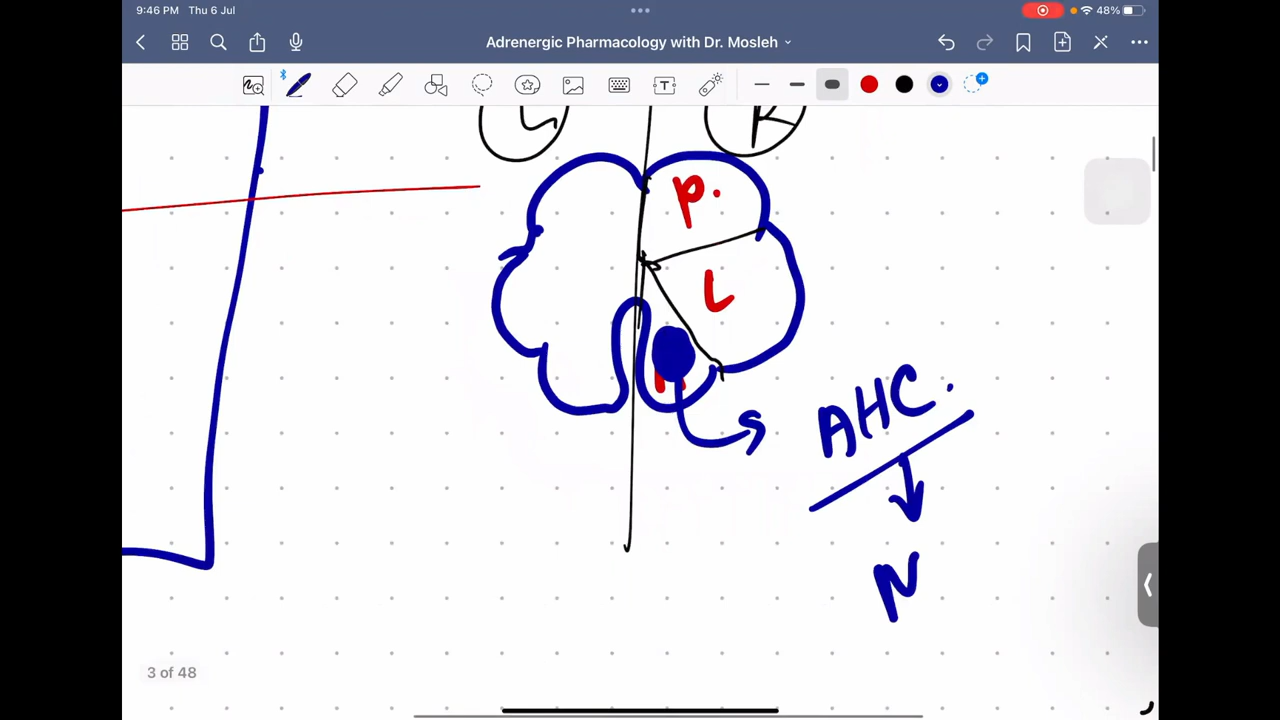 9:46 PM Thu 6 Jul
48%
Adrenergic Pharmacology with Dr. Mosleh
T
L
R
P.
L
AHC.
N
3 of 48